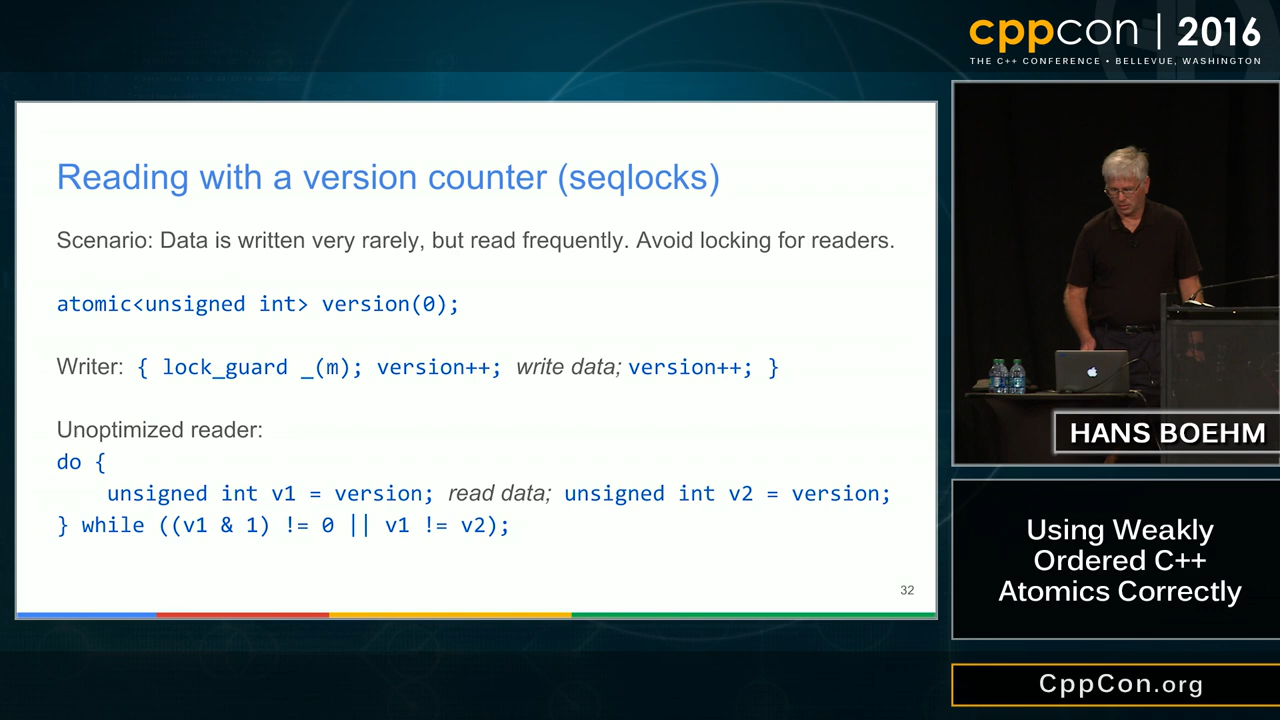 cppcon | 2016
THE C++ CONFERENCE • BELLEVUE, WASHINGTON
Reading with a version counter (seqlocks)
Scenario: Data is written very rarely, but read frequently. Avoid locking for readers.
atomic<unsigned int> version(0);
Writer: { lock_guard _(m); version++; write data; version++; }
Unoptimized reader:
do {
unsigned int v1 = version; read data; unsigned int v2 = version;
} while ((v1 & 1) != 0 || v1 != v2);
32
HANS BOEHM
Using Weakly
Ordered C++
Atomics Correctly
CppCon.org